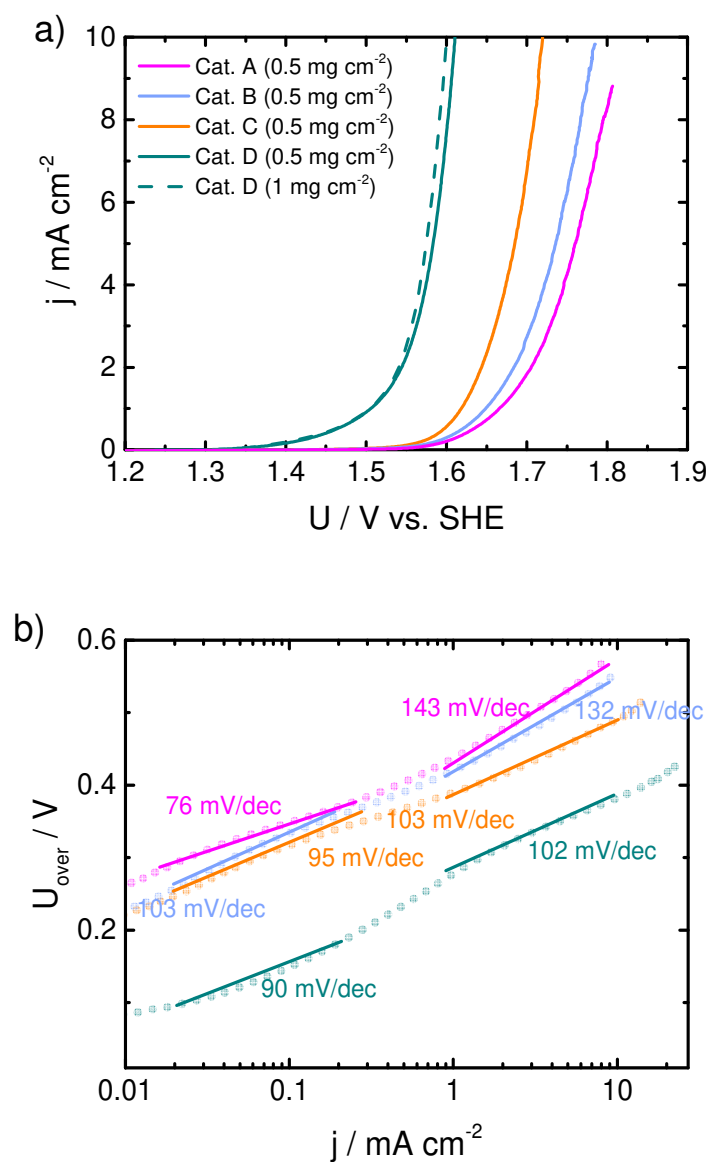 a)
10
8
6
4
2
0
j / mA cm⁻²
Cat. A (0.5 mg cm⁻²)
Cat. B (0.5 mg cm⁻²)
Cat. C (0.5 mg cm⁻²)
Cat. D (0.5 mg cm⁻²)
Cat. D (1 mg cm⁻²)
1.2 1.3 1.4 1.5 1.6 1.7 1.8 1.9
U / V vs. SHE
b)
0.6
0.4
0.2
U_over / V
143 mV/dec
132 mV/dec
76 mV/dec
103 mV/dec
95 mV/dec
102 mV/dec
103 mV/dec
90 mV/dec
0.01 0.1 1 10
j / mA cm⁻²